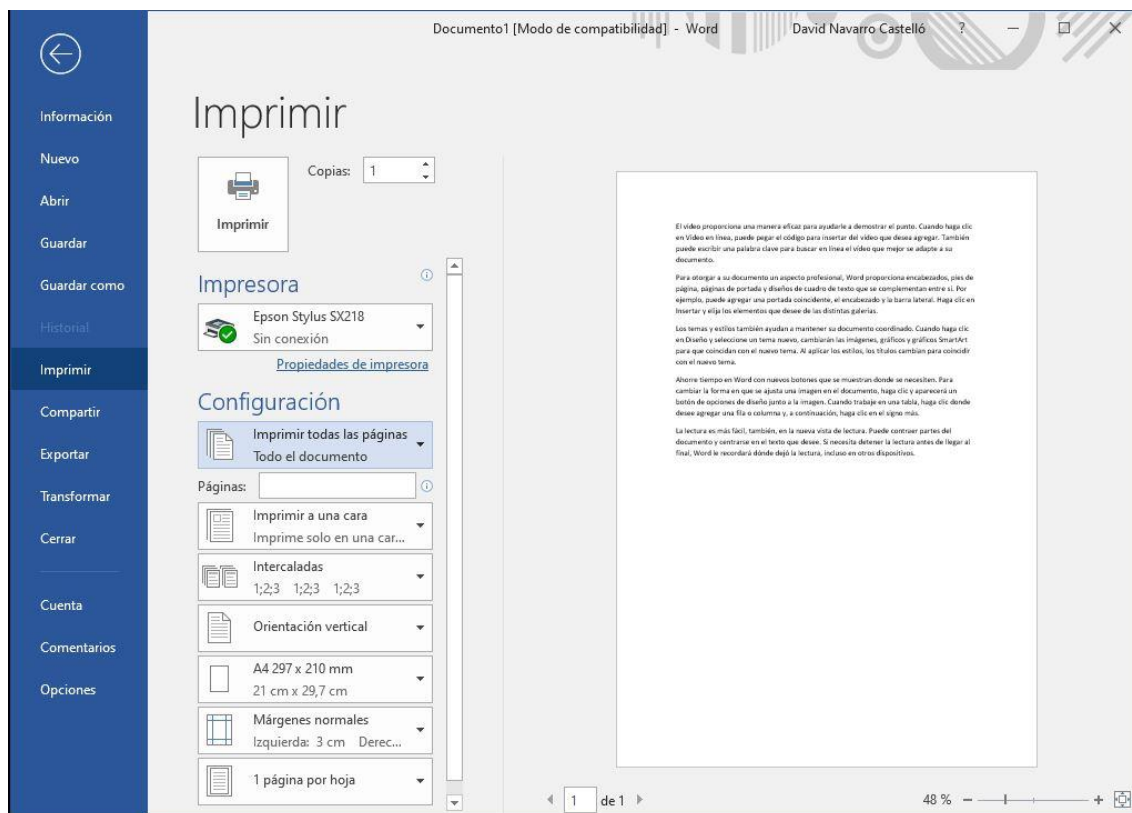 Documento1 [Modo de compatibilidad] - Word
David Navarro Castelló
?
Información
Nuevo
Abrir
Guardar
Guardar como
Historial
Imprimir
Compartir
Exportar
Transformar
Cerrar
Cuenta
Comentarios
Opciones
Imprimir
Imprimir
Copias: 1
Impresora
Epson Stylus SX218
Sin conexión
Propiedades de impresora
Configuración
Imprimir todas las páginas
Todo el documento
Páginas:
Imprimir a una cara
Imprime solo en una car...
Intercaladas
1;2;3 1;2;3 1;2;3
Orientación vertical
A4 297 x 210 mm
21 cm x 29,7 cm
Márgenes normales
Izquierda: 3 cm Derec...
1 página por hoja
El vídeo proporciona una manera eficaz para ayudarle a demostrar el punto. Cuando haga clic
en Vídeo en línea, puede pegar el código para insertar del vídeo que desea agregar. También
puede escribir una palabra clave para buscar en línea el vídeo que mejor se adapte a su
documento.
Para otorgar a su documento un aspecto profesional, Word proporciona encabezados, pies de
página, páginas de portada y diseños de cuadro de texto que se complementan entre sí. Por
ejemplo, puede agregar una portada coincidente, el encabezado y la barra lateral. Haga clic en
Insertar y elija los elementos que desee de las distintas galerías.
Los temas y estilos también ayudan a mantener su documento coordinado. Cuando haga clic
en Diseño y seleccione un tema nuevo, cambiarán las imágenes, gráficos y gráficos SmartArt
para que coincidan con el nuevo tema. Al aplicar los estilos, los títulos cambian para coincidir
con el nuevo tema.
Ahorre tiempo en Word con nuevos botones que se muestran donde se necesiten. Para
cambiar la forma en que se ajusta una imagen en el documento, haga clic y aparecerá un
botón de opciones de diseño junto a la imagen. Cuando trabaje en una tabla, haga clic donde
desee agregar una fila o columna y, a continuación, haga clic en el signo más.
La lectura es más fácil, también, en la nueva vista de lectura. Puede contraer partes del
documento y centrarse en el texto que desee. Si necesita detener la lectura antes de llegar al
final, Word le recordará dónde dejó la lectura, incluso en otros dispositivos.
1 de 1
48 %